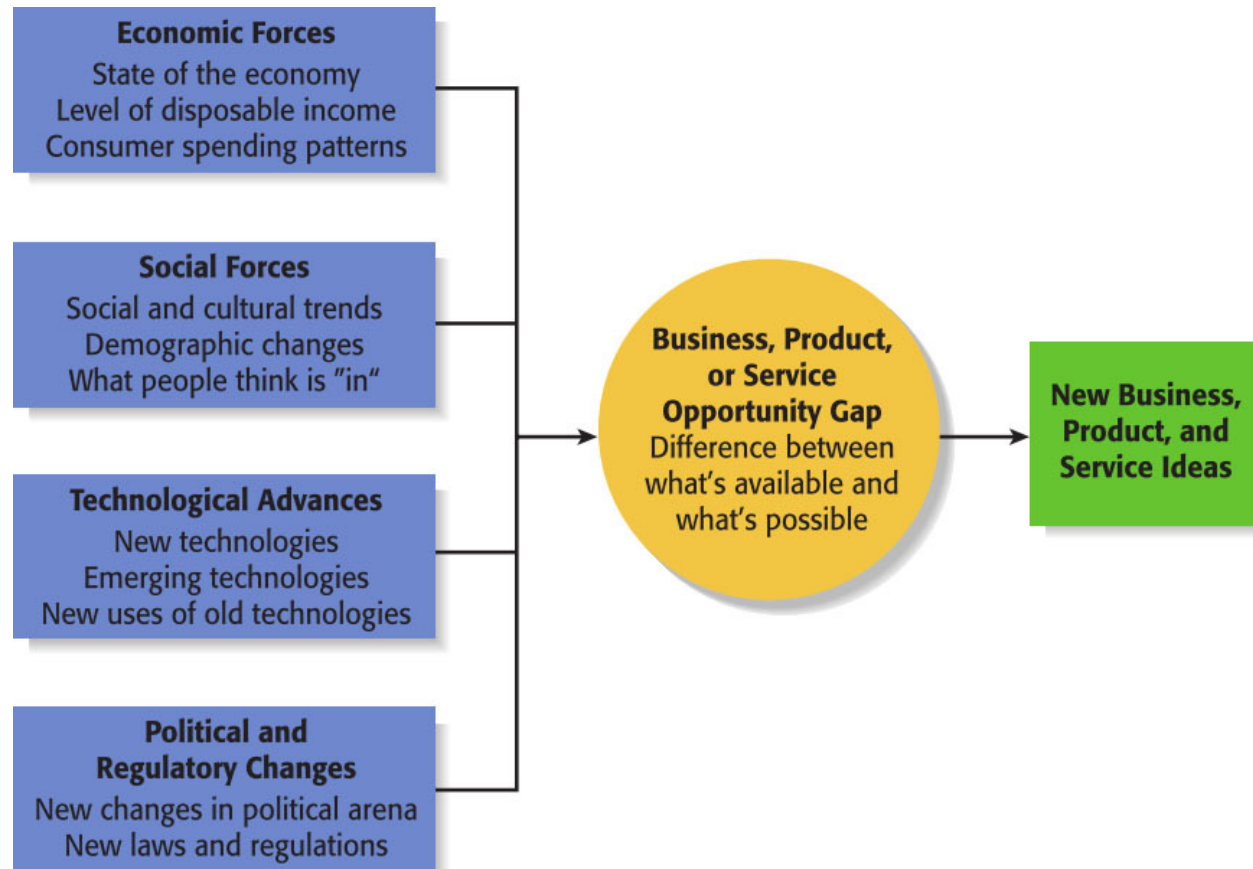 Economic Forces
State of the economy
Level of disposable income
Consumer spending patterns
Social Forces
Social and cultural trends
Demographic changes
What people think is ”in“
Technological Advances
New technologies
Emerging technologies
New uses of old technologies
Political and
Regulatory Changes
New changes in political arena
New laws and regulations
Business, Product,
or Service
Opportunity Gap
Difference between
what's available and
what's possible
New Business,
Product, and
Service Ideas